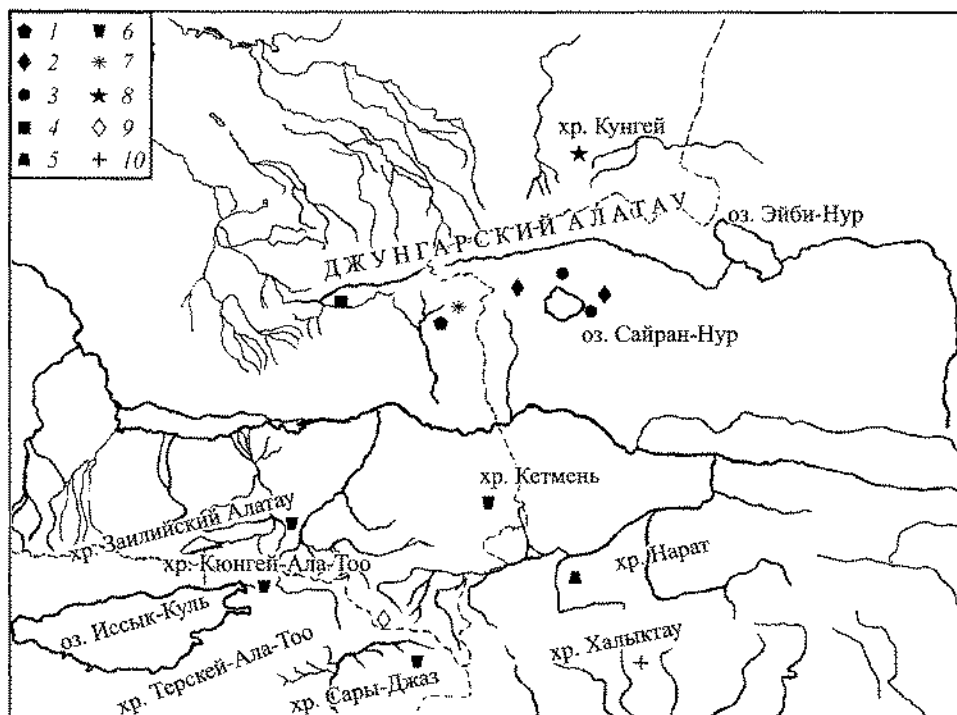 1 6
2 7
3 8
4 9
5 10
хр. Кунгей
оз. Эйби-Нур
ДЖУНГАРСКИЙ АЛАТАУ
оз. Сайран-Нур
хр. Кетмень
хр. Заилийский Алатау
хр. Нарат
хр. Кюнгей-Ала-Тоо
оз. Иссык-Куль
хр. Халыктау
хр. Терскей-Ала-Тоо
хр. Сары-Джаз